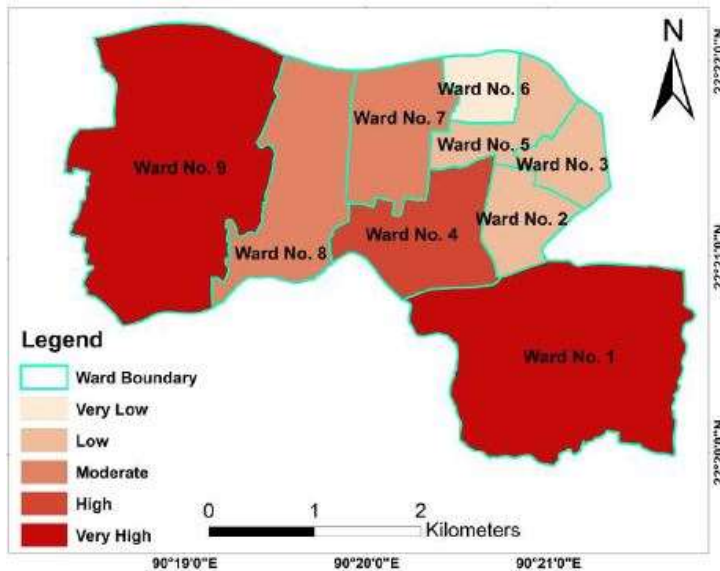 N
Ward No. 6
Ward No. 7
Ward No. 5
Ward No. 9
Ward No. 3
Ward No. 2
Ward No. 4
Ward No. 8
Ward No. 1
Legend
Ward Boundary
Very Low
Low
Moderate
High
Very High
0 1 2
Kilometers
90°19'0"E 90°20'0"E 90°21'0"E